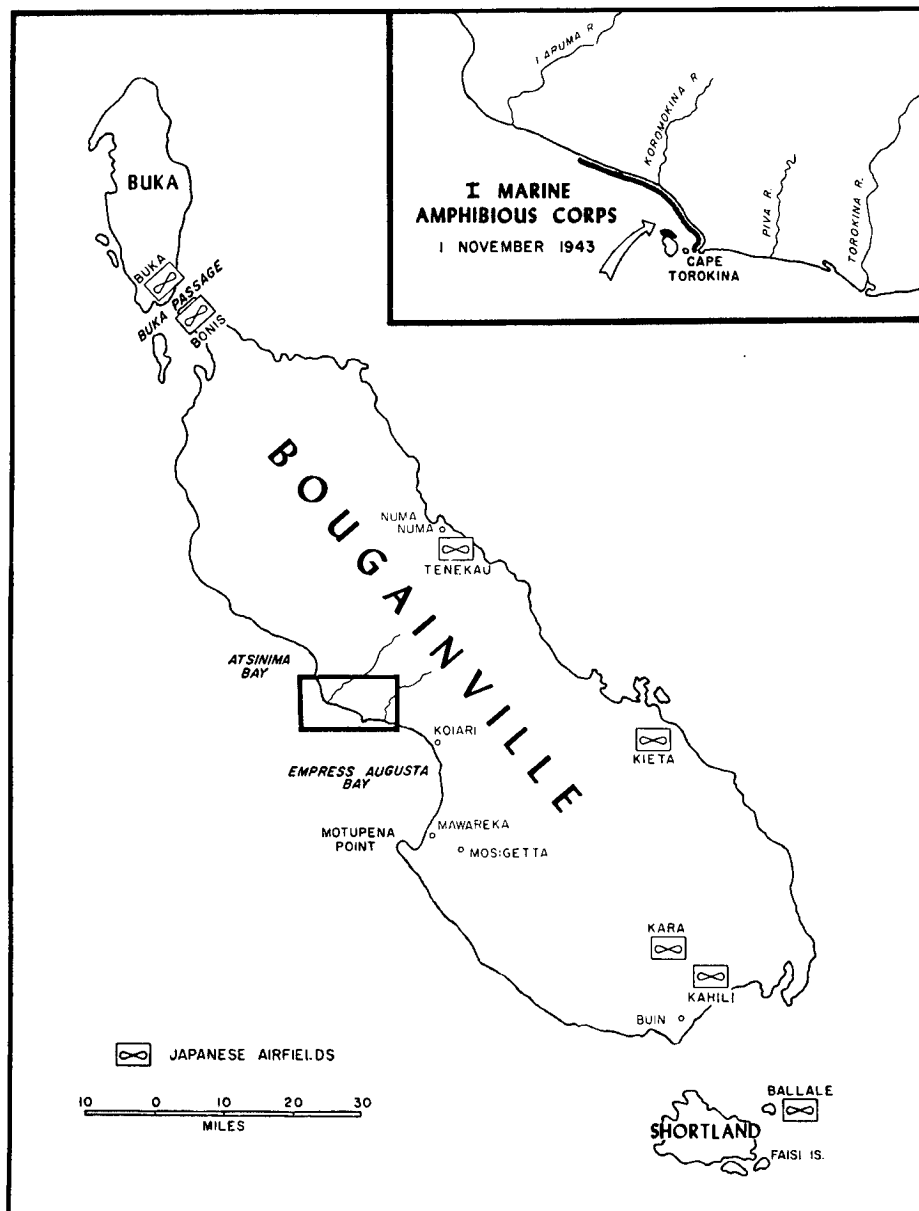 LARUMA R
KOROMOKINA R
PIVA R.
TOROKINA R.
I MARINE
AMPHIBIOUS CORPS
1 NOVEMBER 1943
CAPE
TOROKINA
BUKA
BUKA
BUKA PASSAGE
BONIS
BOUGAINVILLE
NUMA
NUMA
TENEKAU
ATSINIMA
BAY
KOIARI
KIETA
EMPRESS AUGUSTA
BAY
MOTUPENA
POINT
MAWAREKA
MOSIGETTA
KARA
KAHILI
BUIN
JAPANESE AIRFIELDS
10 0 10 20 30
MILES
BALLALE
SHORTLAND
FAISI IS.